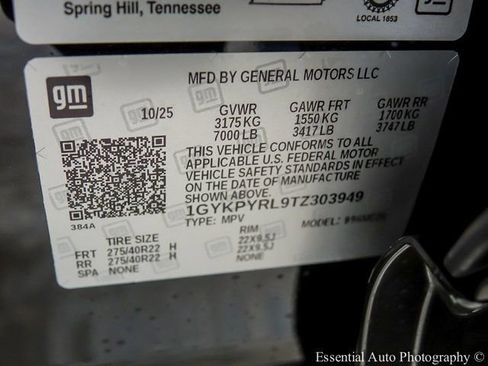 Spring Hill, Tennessee
LOCAL 1853
gm
gm
MFD BY GENERAL MOTORS LLC
10/25 GVWR GAWR FRT GAWR RR
3175 KG 1550 KG 1700 KG
7000 LB 3417 LB 3747 LB
THIS VEHICLE CONFORMS TO ALL
APPLICABLE U.S. FEDERAL MOTOR
VEHICLE SAFETY STANDARDS IN EFFECT
ON THE DATE OF MANUFACTURE
SHOWN ABOVE.
1GYKPYRL9TZ303949
TYPE: MPV
384A
TIRE SIZE RIM
FRT 275/40R22 H 22X9.5J
RR 275/40R22 H 22X9.5J
SPA NONE NONE
Essential Auto Photography ©